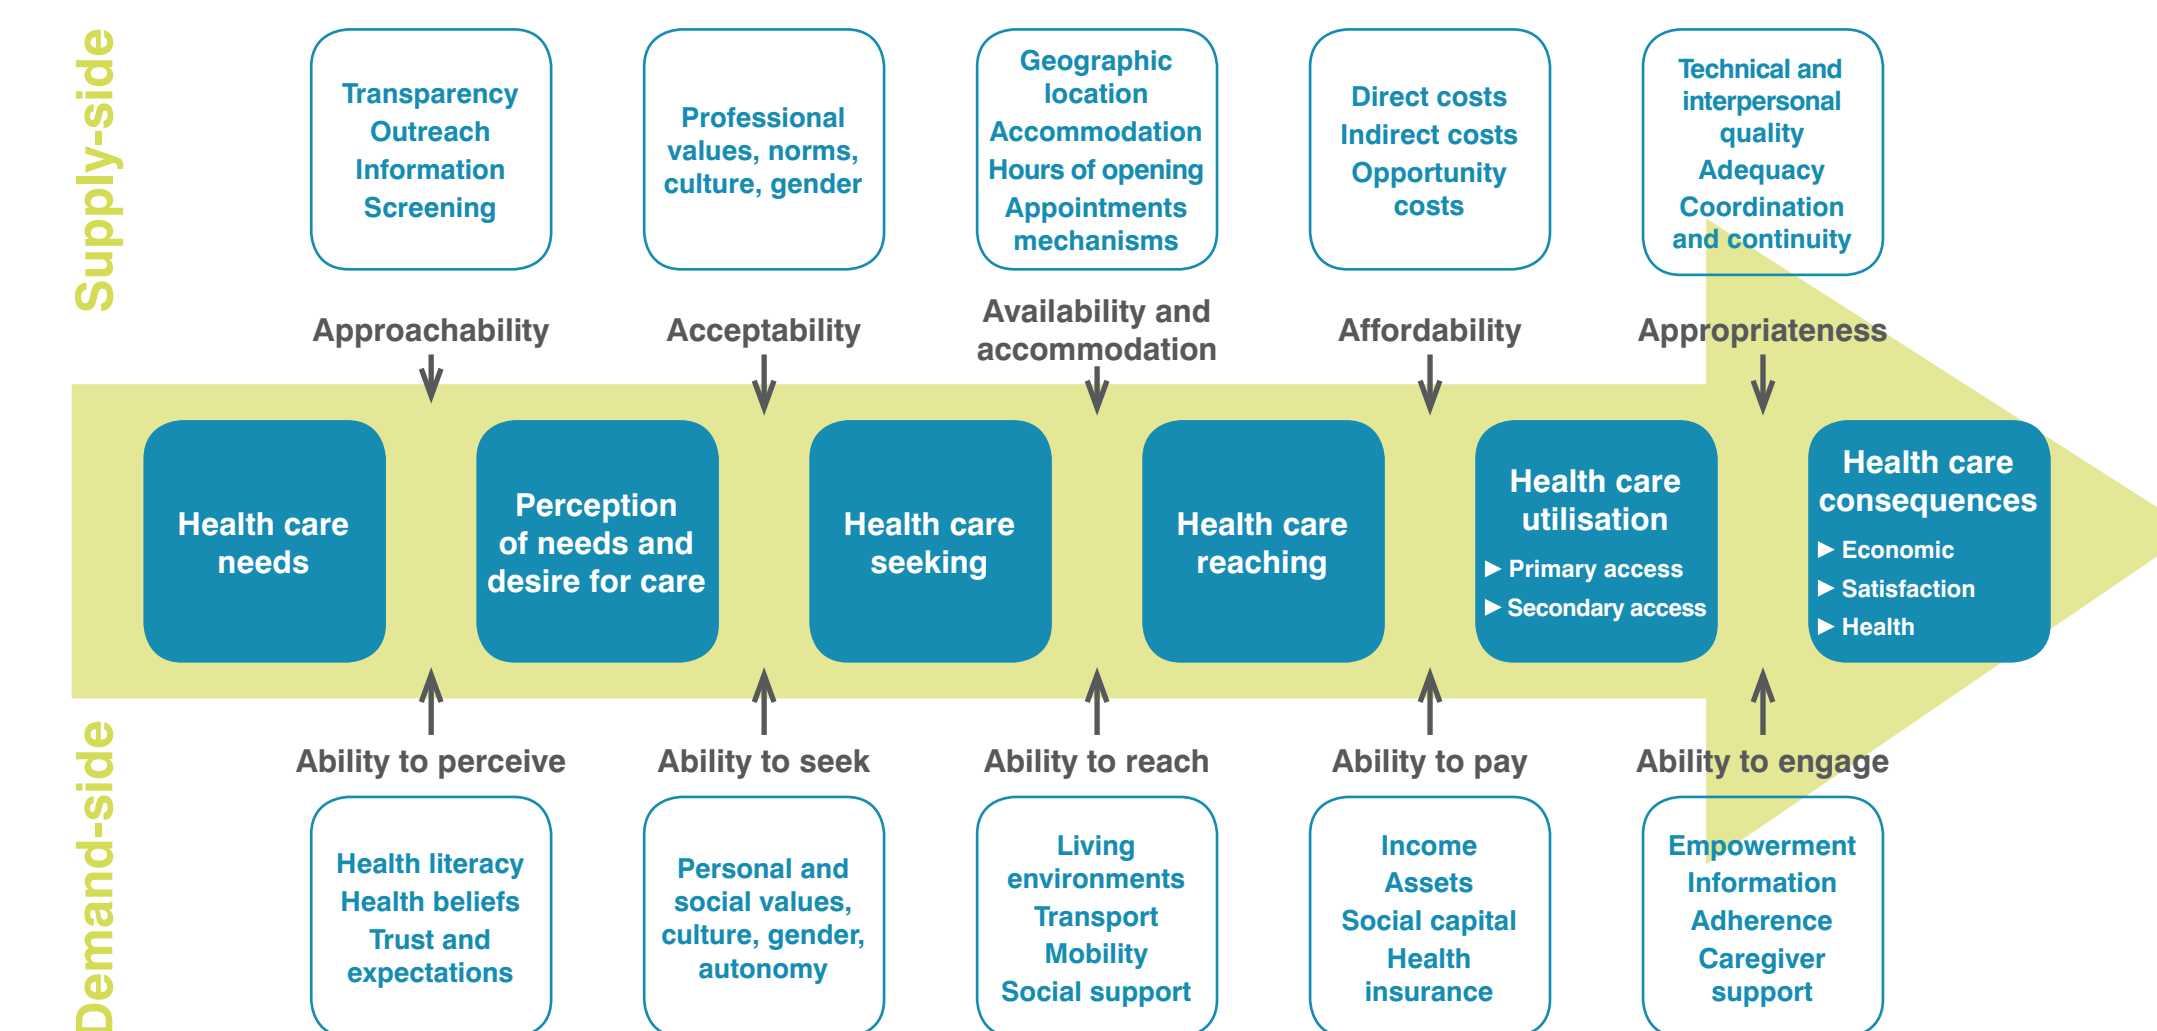 Supply-side
Transparency
Outreach
Information
Screening
Professional
values, norms,
culture, gender
Geographic
location
Accommodation
Hours of opening
Appointments
mechanisms
Direct costs
Indirect costs
Opportunity
costs
Technical and
interpersonal
quality
Adequacy
Coordination
and continuity
Approachability
Acceptability
Availability and
accommodation
Affordability
Appropriateness
Health care
needs
Perception
of needs and
desire for care
Health care
seeking
Health care
reaching
Health care
utilisation
▶ Primary access
▶ Secondary access
Health care
consequences
▶ Economic
▶ Satisfaction
▶ Health
Demand-side
Ability to perceive
Ability to seek
Ability to reach
Ability to pay
Ability to engage
Health literacy
Health beliefs
Trust and
expectations
Personal and
social values,
culture, gender,
autonomy
Living
environments
Transport
Mobility
Social support
Income
Assets
Social capital
Health
insurance
Empowerment
Information
Adherence
Caregiver
support